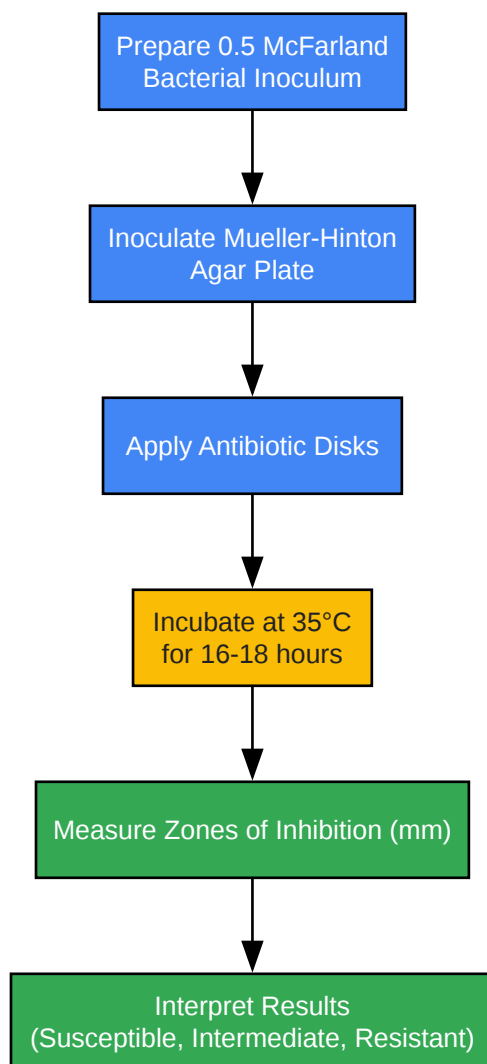 Prepare 0.5 McFarland
Bacterial Inoculum
Inoculate Mueller-Hinton
Agar Plate
Apply Antibiotic Disks
Incubate at 35°C
for 16-18 hours
Measure Zones of Inhibition (mm)
Interpret Results
(Susceptible, Intermediate, Resistant)